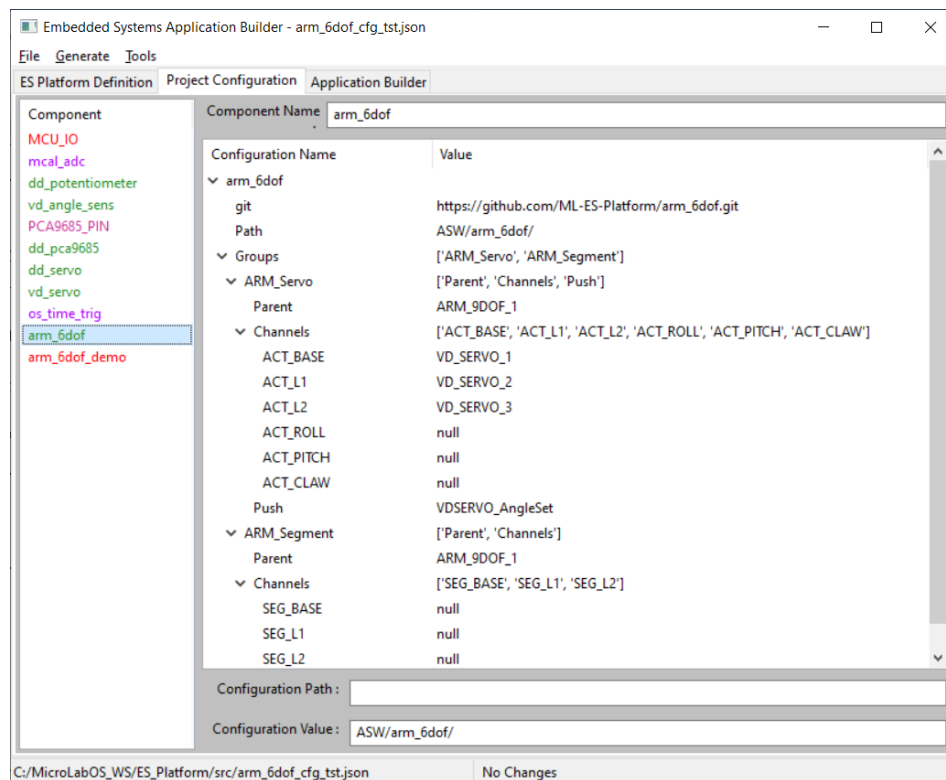 Embedded Systems Application Builder - arm_6dof_cfg_tst.json
File Generate Tools
ES Platform Definition Project Configuration Application Builder
Component
MCU_IO
mcal_adc
dd_potentiometer
vd_angle_sens
PCA9685_PIN
dd_pca9685
dd_servo
vd_servo
os_time_trig
arm_6dof
arm_6dof_demo
Component Name arm_6dof
Configuration Name Value
arm_6dof
git https://github.com/ML-ES-Platform/arm_6dof.git
Path ASW/arm_6dof/
Groups ['ARM_Servo', 'ARM_Segment']
ARM_Servo ['Parent', 'Channels', 'Push']
Parent ARM_9DOF_1
Channels ['ACT_BASE', 'ACT_L1', 'ACT_L2', 'ACT_ROLL', 'ACT_PITCH', 'ACT_CLAW']
ACT_BASE VD_SERVO_1
ACT_L1 VD_SERVO_2
ACT_L2 VD_SERVO_3
ACT_ROLL null
ACT_PITCH null
ACT_CLAW null
Push VDSERVO_AngleSet
ARM_Segment ['Parent', 'Channels']
Parent ARM_9DOF_1
Channels ['SEG_BASE', 'SEG_L1', 'SEG_L2']
SEG_BASE null
SEG_L1 null
SEG_L2 null
Configuration Path :
Configuration Value : ASW/arm_6dof/
C:/MicroLabOS_WS/ES_Platform/src/arm_6dof_cfg_tst.json No Changes